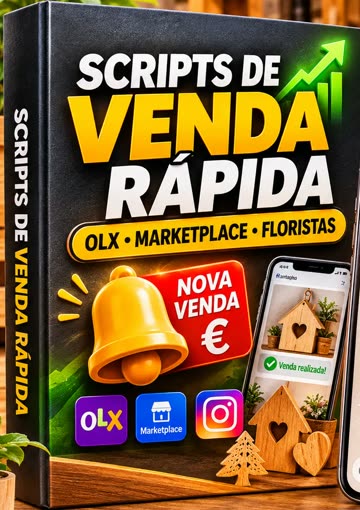 SCRIPTS DE VENDA RÁPIDA
SCRIPTS DE
VENDA
RÁPIDA
OLX • MARKETPLACE • FLORISTAS
NOVA
VENDA
€
Venda realizada!
OLX
Marketplace